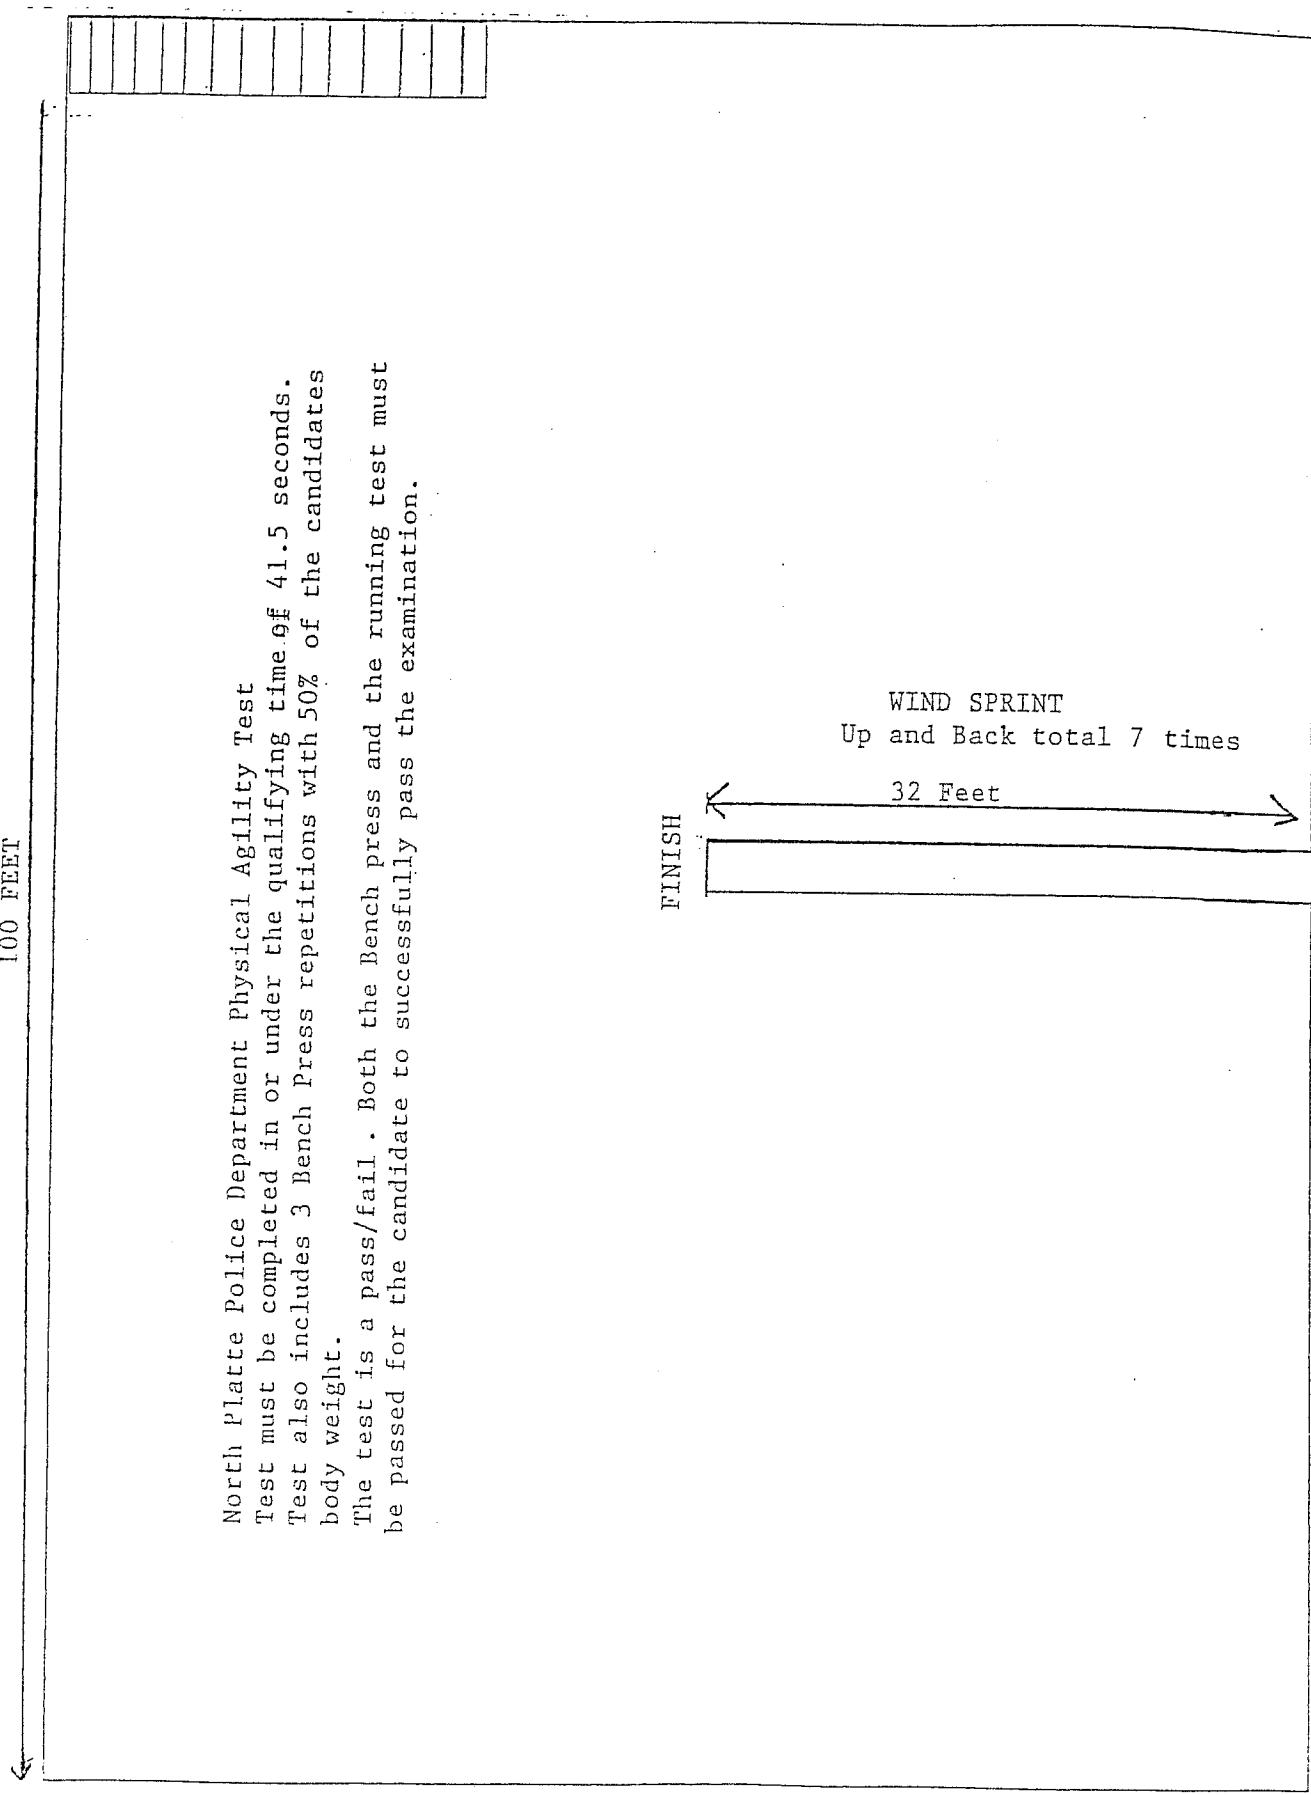 100 FEET
North Platte Police Department Physical Agility Test
Test must be completed in or under the qualifying time of 41.5 seconds.
Test also includes 3 Bench Press repetitions with 50% of the candidates
body weight.
The test is a pass/fail . Both the Bench press and the running test must
be passed for the candidate to successfully pass the examination.
WIND SPRINT
Up and Back total 7 times
32 Feet
FINISH